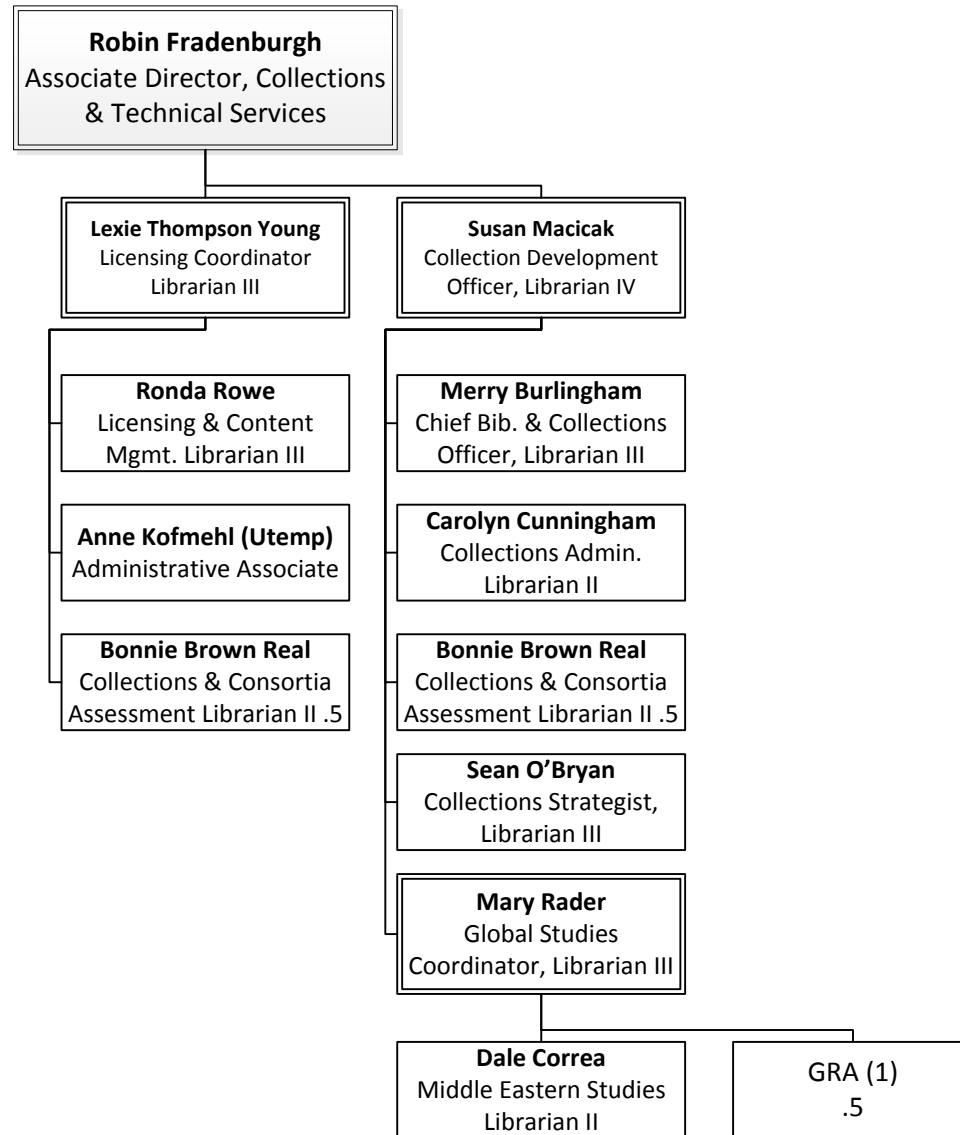 Robin Fradenburgh
Associate Director, Collections
& Technical Services
Lexie Thompson Young
Licensing Coordinator
Librarian III
Susan Macicak
Collection Development
Officer, Librarian IV
Ronda Rowe
Licensing & Content
Mgmt. Librarian III
Anne Kofmehl (Utemp)
Administrative Associate
Bonnie Brown Real
Collections & Consortia
Assessment Librarian II .5
Merry Burlingham
Chief Bib. & Collections
Officer, Librarian III
Carolyn Cunningham
Collections Admin.
Librarian II
Bonnie Brown Real
Collections & Consortia
Assessment Librarian II .5
Sean O’Bryan
Collections Strategist,
Librarian III
Mary Rader
Global Studies
Coordinator, Librarian III
Dale Correa
Middle Eastern Studies
Librarian II
GRA (1)
.5